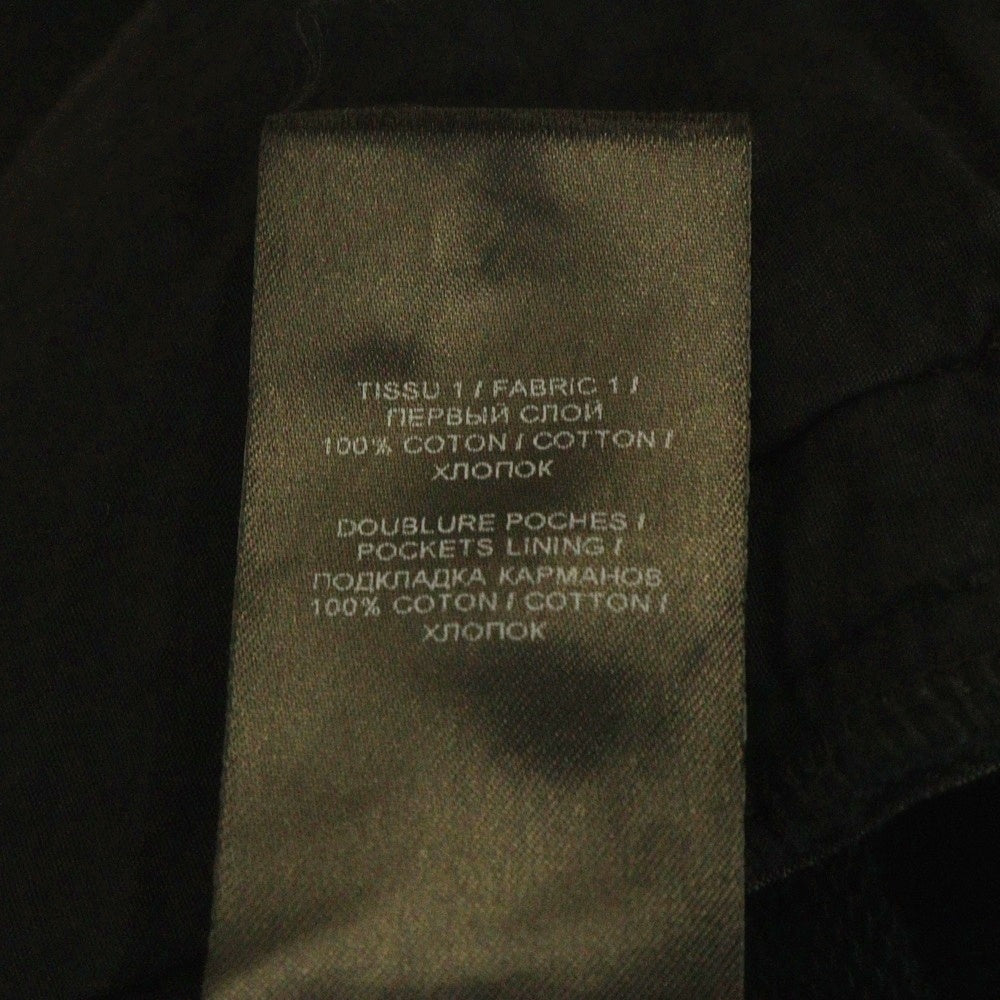 TISSU 1 / FABRIC 1 /
ПЕРВЫЙ СЛОЙ
100% COTON / COTTON /
ХЛОПОК
DOUBLURE POCHES /
POCKETS LINING /
ПОДКЛАДКА КАРМАНОВ
100% COTON / COTTON /
ХЛОПОК